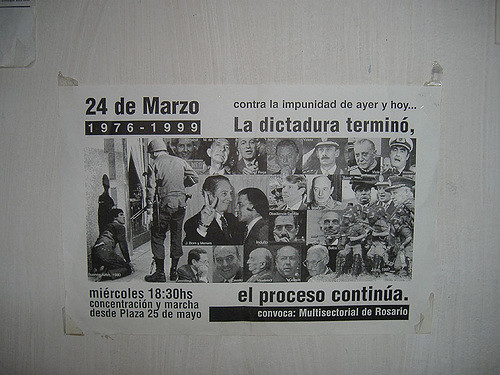 24 de Marzo
1976-1999
contra la impunidad de ayer y hoy...
La dictadura terminó,
miércoles 18:30hs
concentración y marcha
desde Plaza 25 de mayo
el proceso continúa.
convoca: Multisectorial de Rosario